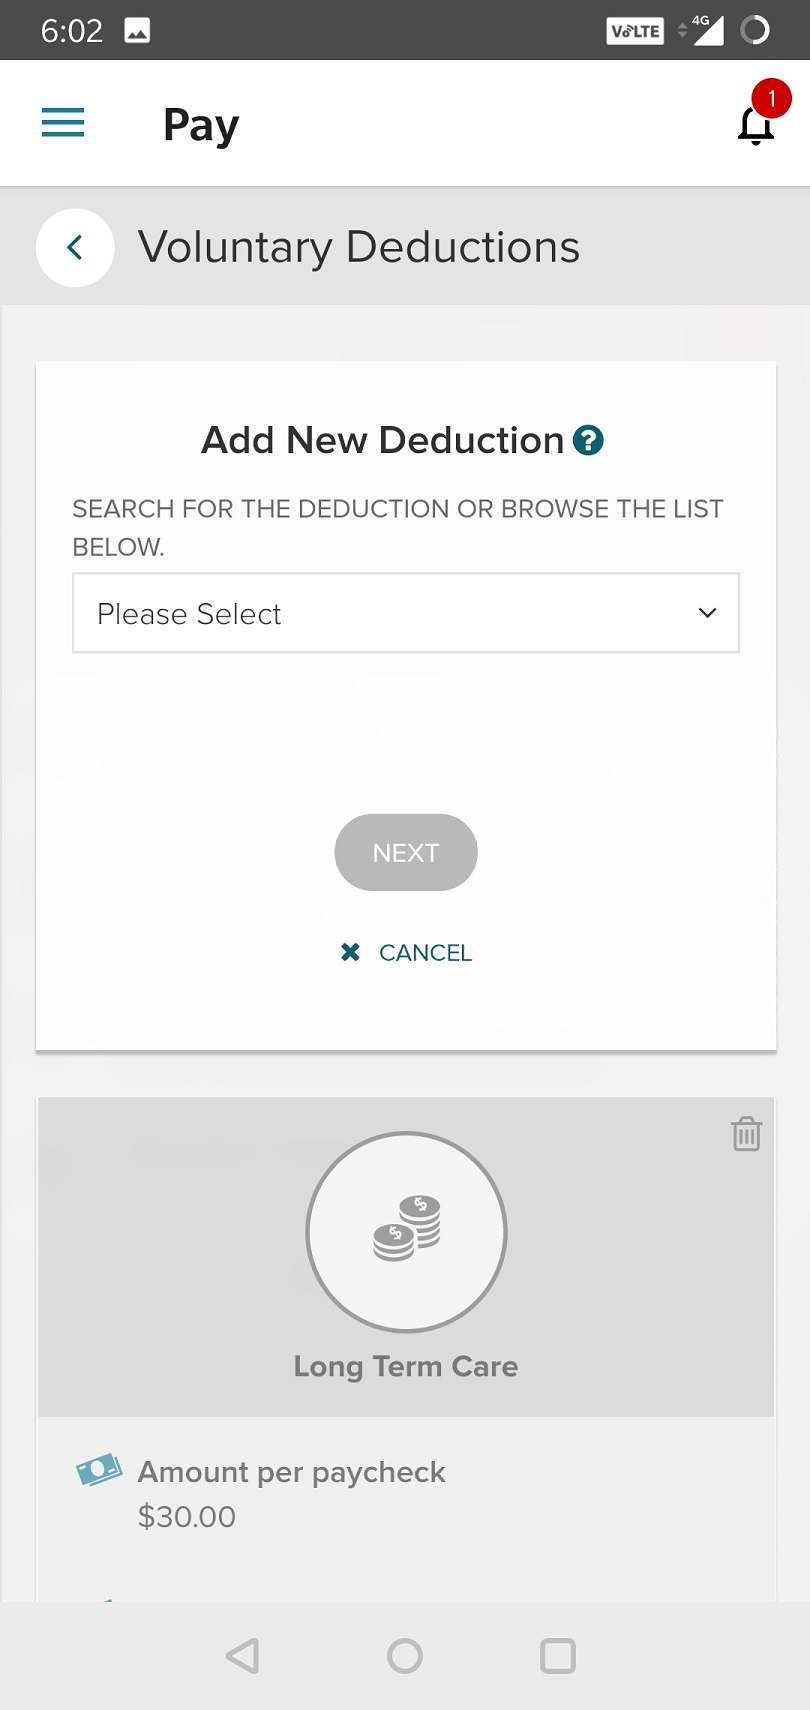 6:02 VoLTE 4G
Pay 1
Voluntary Deductions
Add New Deduction ?
SEARCH FOR THE DEDUCTION OR BROWSE THE LIST
BELOW.
Please Select
NEXT
CANCEL
Long Term Care
Amount per paycheck
$30.00